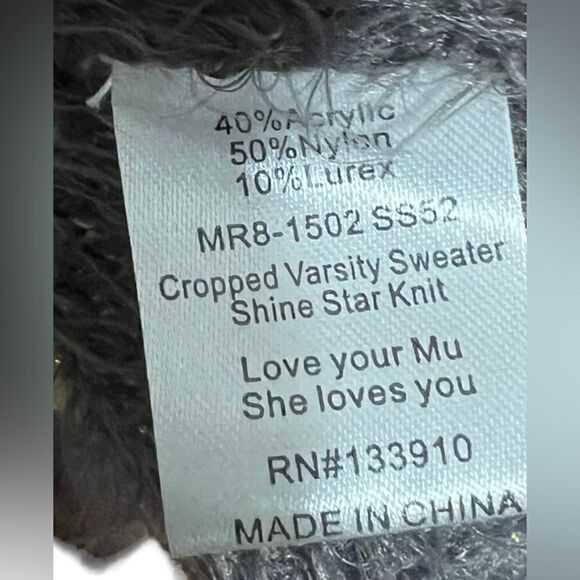 40%Acrylic
50%Nylon
10%Lurex
MR8-1502 SS52
Cropped Varsity Sweater
Shine Star Knit
Love your Mu
She loves you
RN#133910
MADE IN CHINA